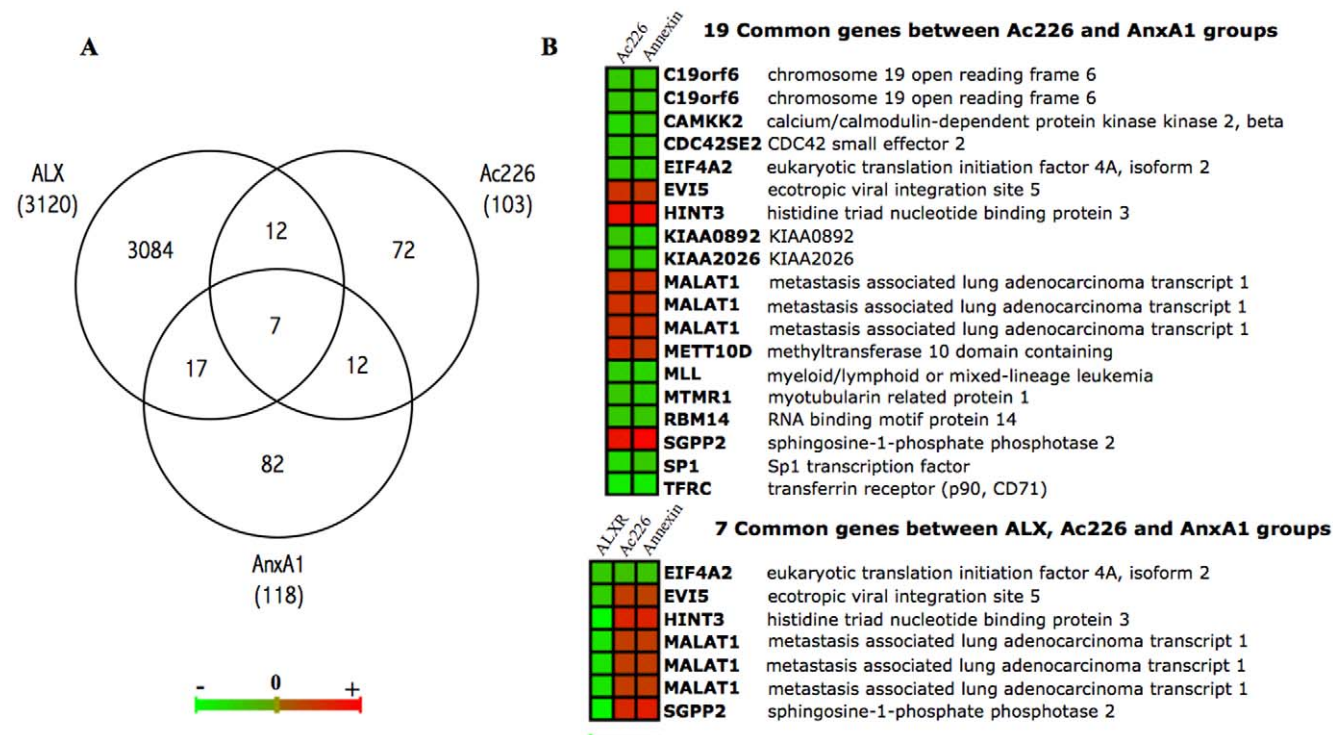 A
ALX
(3120)
Ac226
(103)
3084
12
72
7
17
12
82
AnxA1
(118)
- 0 +
B
Ac226 Annexin
19 Common genes between Ac226 and AnxA1 groups
C19orf6 chromosome 19 open reading frame 6
C19orf6 chromosome 19 open reading frame 6
CAMKK2 calcium/calmodulin-dependent protein kinase kinase 2, beta
CDC42SE2 CDC42 small effector 2
EIF4A2 eukaryotic translation initiation factor 4A, isoform 2
EVI5 ecotropic viral integration site 5
HINT3 histidine triad nucleotide binding protein 3
KIAA0892 KIAA0892
KIAA2026 KIAA2026
MALAT1 metastasis associated lung adenocarcinoma transcript 1
MALAT1 metastasis associated lung adenocarcinoma transcript 1
MALAT1 metastasis associated lung adenocarcinoma transcript 1
METT10D methyltransferase 10 domain containing
MLL myeloid/lymphoid or mixed-lineage leukemia
MTMR1 myotubularin related protein 1
RBM14 RNA binding motif protein 14
SGPP2 sphingosine-1-phosphate phosphotase 2
SP1 Sp1 transcription factor
TFRC transferrin receptor (p90, CD71)
ALXR Ac226 Annexin
7 Common genes between ALX, Ac226 and AnxA1 groups
EIF4A2 eukaryotic translation initiation factor 4A, isoform 2
EVI5 ecotropic viral integration site 5
HINT3 histidine triad nucleotide binding protein 3
MALAT1 metastasis associated lung adenocarcinoma transcript 1
MALAT1 metastasis associated lung adenocarcinoma transcript 1
MALAT1 metastasis associated lung adenocarcinoma transcript 1
SGPP2 sphingosine-1-phosphate phosphotase 2